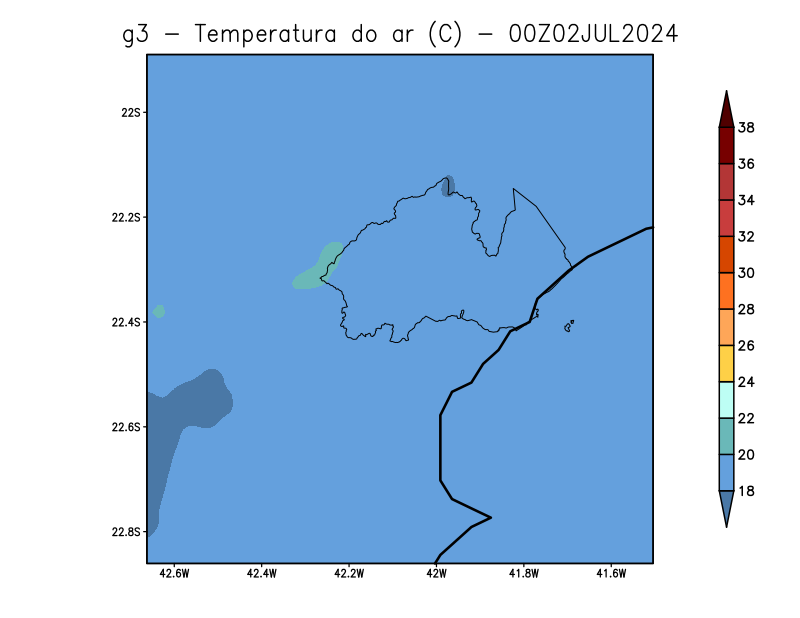 g3 – Temperatura do ar (C) – 00Z02JUL2024
22S
22.2S
22.4S
22.6S
22.8S
42.6W
42.4W
42.2W
42W
41.8W
41.6W
38
36
34
32
30
28
26
24
22
20
18